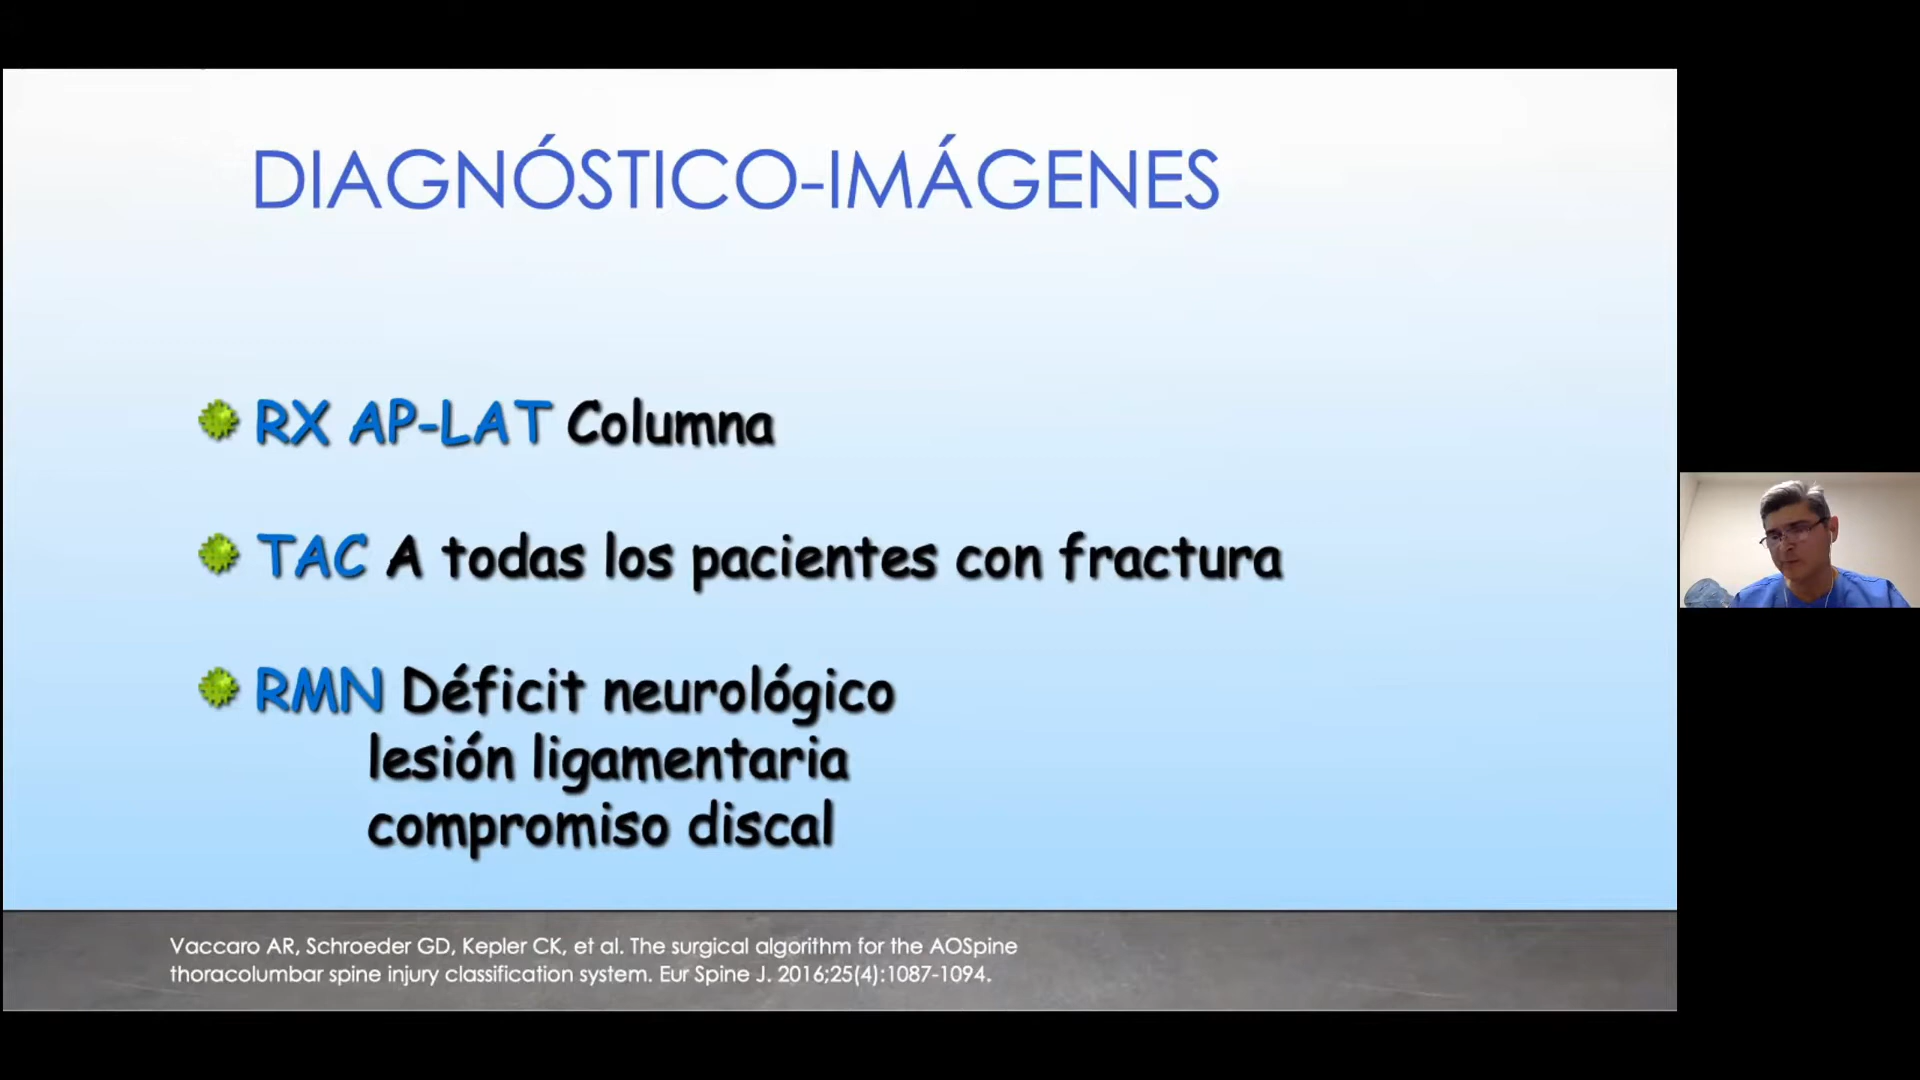 DIAGNÓSTICO-IMÁGENES
RX AP-LAT Columna
TAC A todas los pacientes con fractura
RMN Déficit neurológico
lesión ligamentaria
compromiso discal
Vaccaro AR, Schroeder GD, Kepler CK, et al. The surgical algorithm for the AOSpine
thoracolumbar spine injury classification system. Eur Spine J. 2016;25(4):1087-1094.